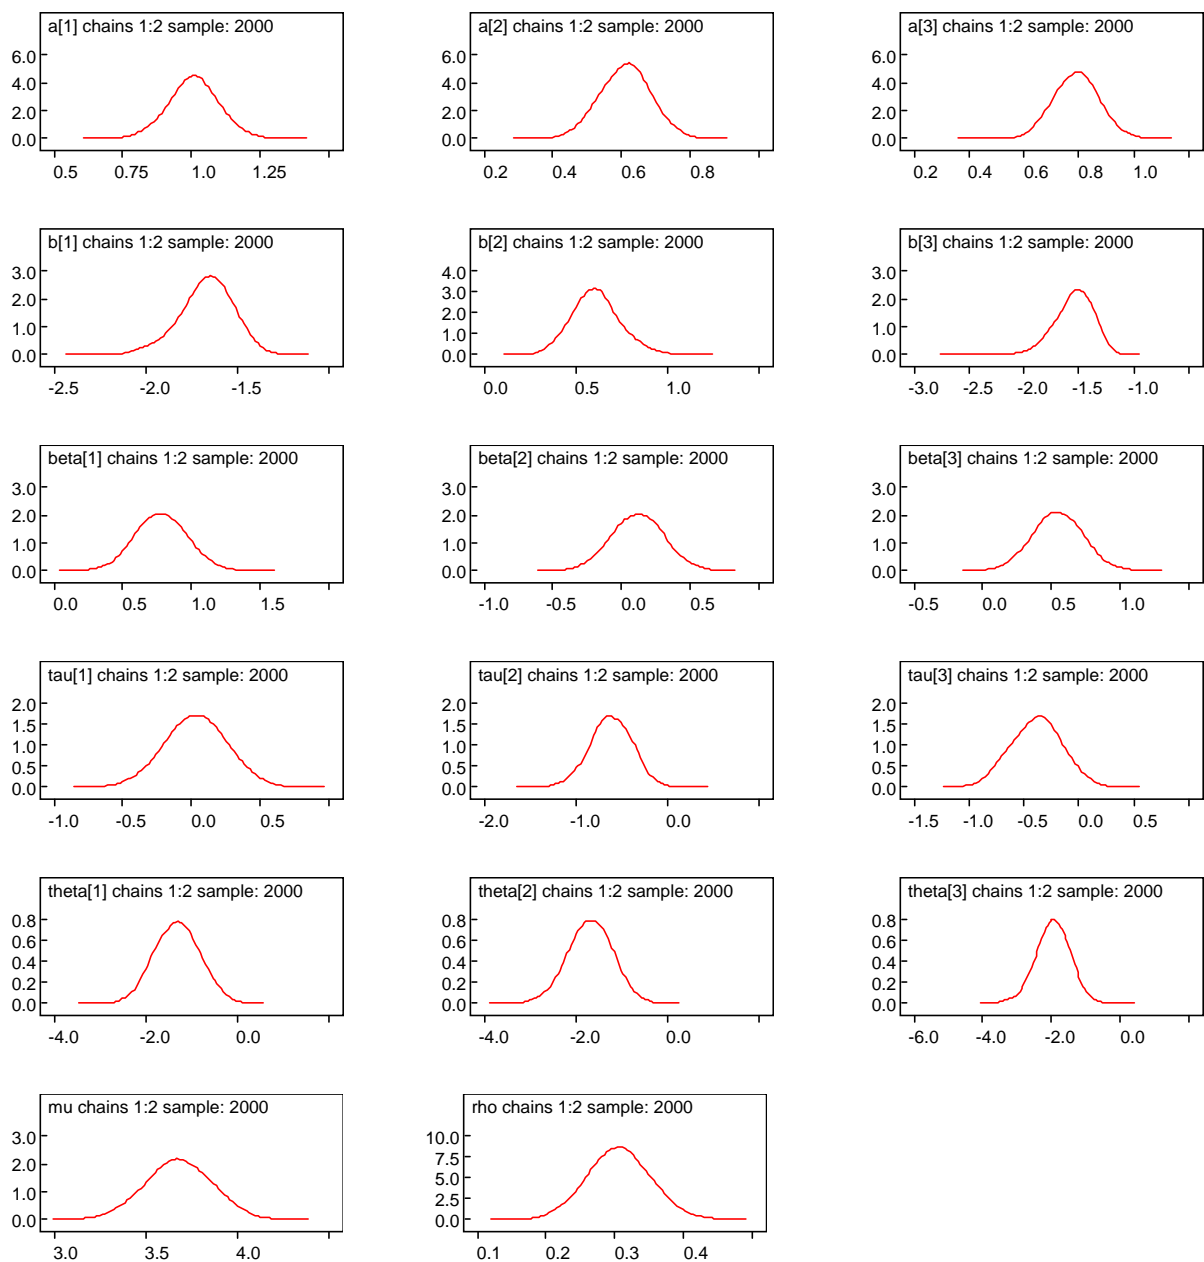 a[1] chains 1:2 sample: 2000
6.0
4.0
2.0
0.0
0.5 0.75 1.0 1.25
a[2] chains 1:2 sample: 2000
6.0
4.0
2.0
0.0
0.2 0.4 0.6 0.8
a[3] chains 1:2 sample: 2000
6.0
4.0
2.0
0.0
0.2 0.4 0.6 0.8 1.0
b[1] chains 1:2 sample: 2000
3.0
2.0
1.0
0.0
-2.5 -2.0 -1.5
b[2] chains 1:2 sample: 2000
4.0
3.0
2.0
1.0
0.0
0.0 0.5 1.0
b[3] chains 1:2 sample: 2000
3.0
2.0
1.0
0.0
-3.0 -2.5 -2.0 -1.5 -1.0
beta[1] chains 1:2 sample: 2000
3.0
2.0
1.0
0.0
0.0 0.5 1.0 1.5
beta[2] chains 1:2 sample: 2000
3.0
2.0
1.0
0.0
-1.0 -0.5 0.0 0.5
beta[3] chains 1:2 sample: 2000
3.0
2.0
1.0
0.0
-0.5 0.0 0.5 1.0
tau[1] chains 1:2 sample: 2000
2.0
1.5
1.0
0.5
0.0
-1.0 -0.5 0.0 0.5
tau[2] chains 1:2 sample: 2000
2.0
1.5
1.0
0.5
0.0
-2.0 -1.0 0.0
tau[3] chains 1:2 sample: 2000
2.0
1.5
1.0
0.5
0.0
-1.5 -1.0 -0.5 0.0 0.5
theta[1] chains 1:2 sample: 2000
0.8
0.6
0.4
0.2
0.0
-4.0 -2.0 0.0
theta[2] chains 1:2 sample: 2000
0.8
0.6
0.4
0.2
0.0
-4.0 -2.0 0.0
theta[3] chains 1:2 sample: 2000
0.8
0.6
0.4
0.2
0.0
-6.0 -4.0 -2.0 0.0
mu chains 1:2 sample: 2000
3.0
2.0
1.0
0.0
3.0 3.5 4.0
rho chains 1:2 sample: 2000
10.0
7.5
5.0
2.5
0.0
0.1 0.2 0.3 0.4